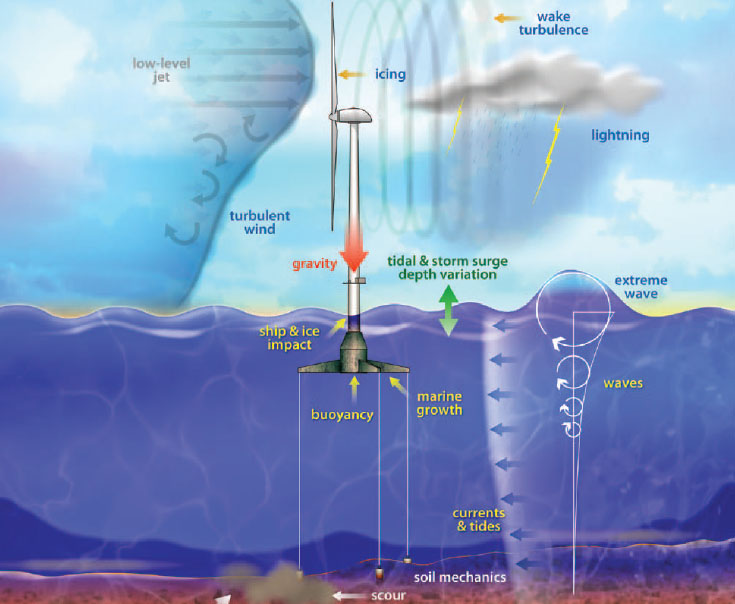 wake
turbulence
low-level
jet
icing
lightning
turbulent
wind
gravity
tidal & storm surge
depth variation
extreme
wave
ship & ice
impact
waves
marine
growth
buoyancy
currents
& tides
soil mechanics
scour